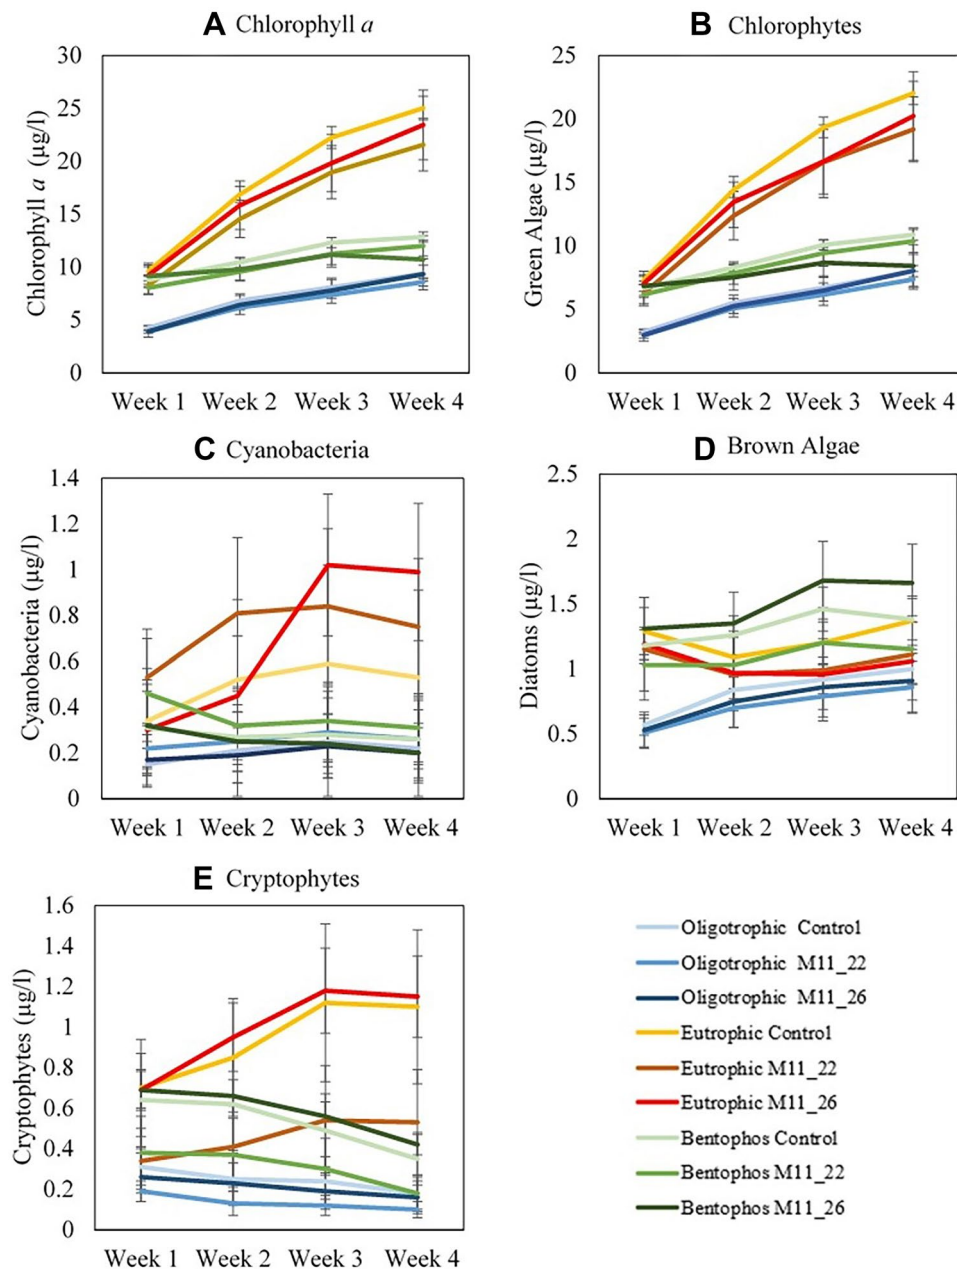 A Chlorophyll a
B Chlorophytes
Chlorophyll a (µg/l)
30
25
20
15
10
5
0
Week 1 Week 2 Week 3 Week 4
Green Algae (µg/l)
25
20
15
10
5
0
Week 1 Week 2 Week 3 Week 4
C Cyanobacteria
D Brown Algae
Cyanobacteria (µg/l)
1.4
1.2
1
0.8
0.6
0.4
0.2
0
Week 1 Week 2 Week 3 Week 4
Diatoms (µg/l)
2.5
2
1.5
1
0.5
0
Week 1 Week 2 Week 3 Week 4
E Cryptophytes
Cryptophytes (µg/l)
1.6
1.4
1.2
1
0.8
0.6
0.4
0.2
0
Week 1 Week 2 Week 3 Week 4
Oligotrophic Control
Oligotrophic M11_22
Oligotrophic M11_26
Eutrophic Control
Eutrophic M11_22
Eutrophic M11_26
Bentophos Control
Bentophos M11_22
Bentophos M11_26